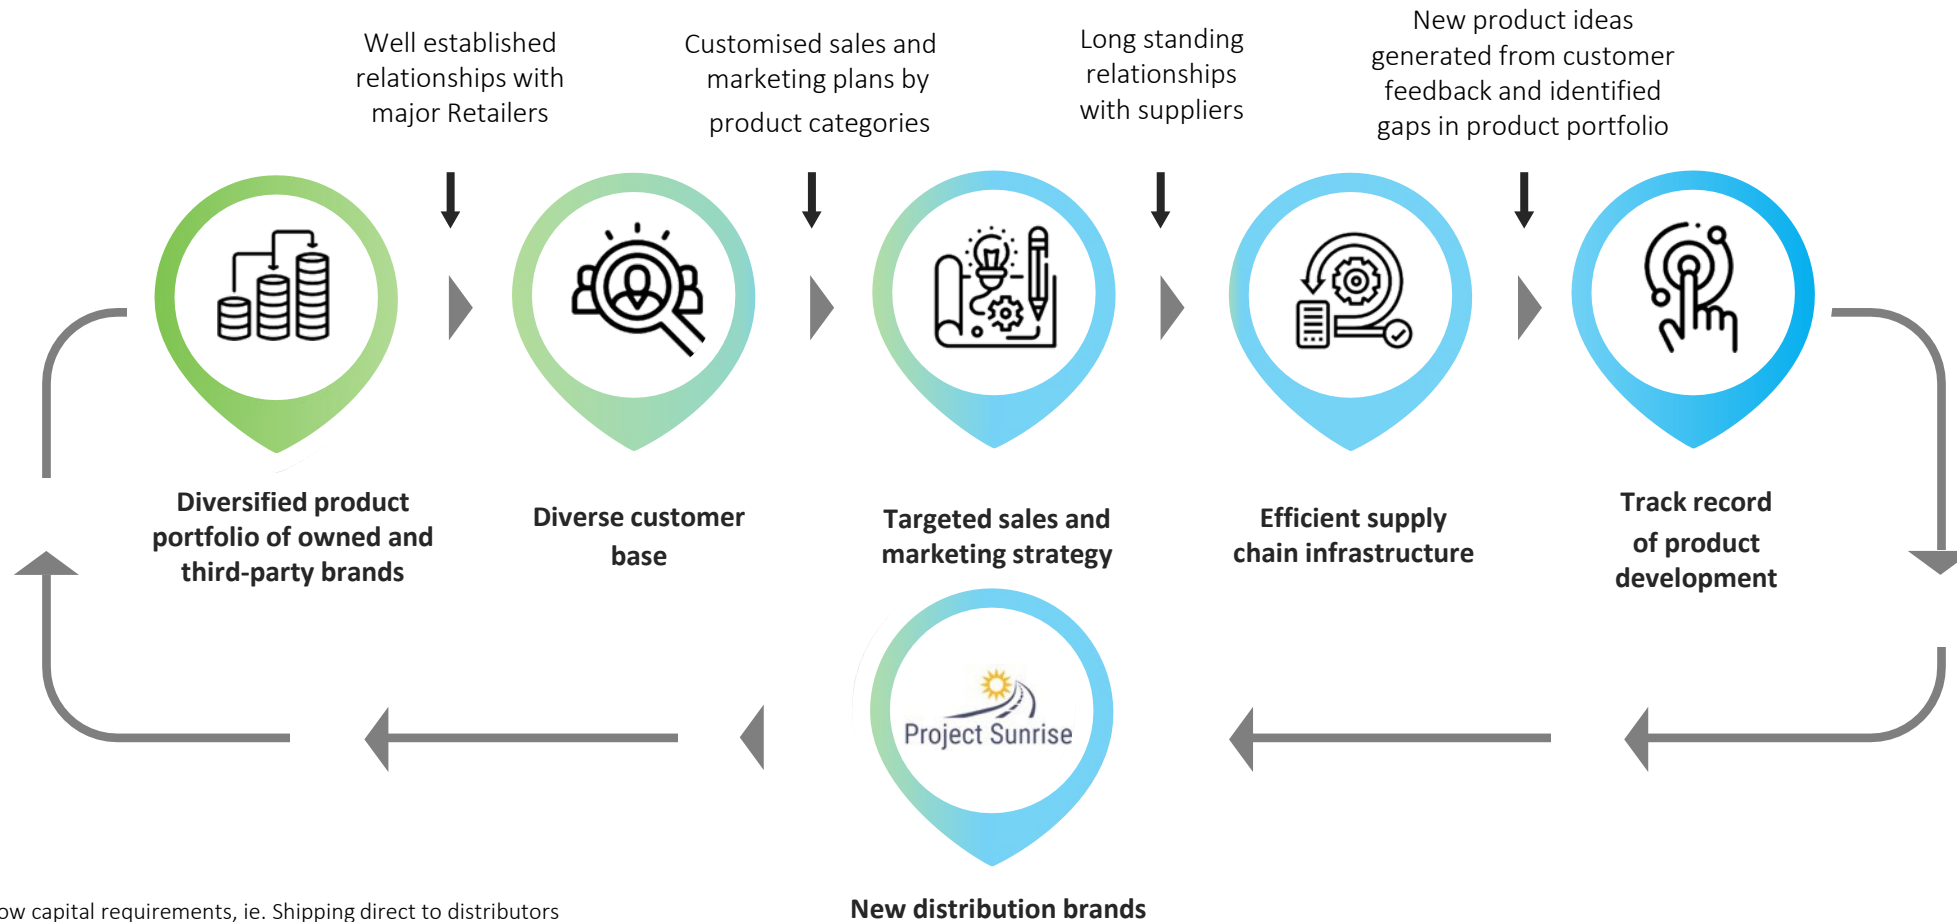 Well established
relationships with
major Retailers
Customised sales and
marketing plans by
product categories
Long standing
relationships
with suppliers
New product ideas
generated from customer
feedback and identified
gaps in product portfolio
Diversified product
portfolio of owned and
third-party brands
Diverse customer
base
Targeted sales and
marketing strategy
Efficient supply
chain infrastructure
Track record
of product
development
Project Sunrise
New distribution brands
ow capital requirements, ie. Shipping direct to distributors